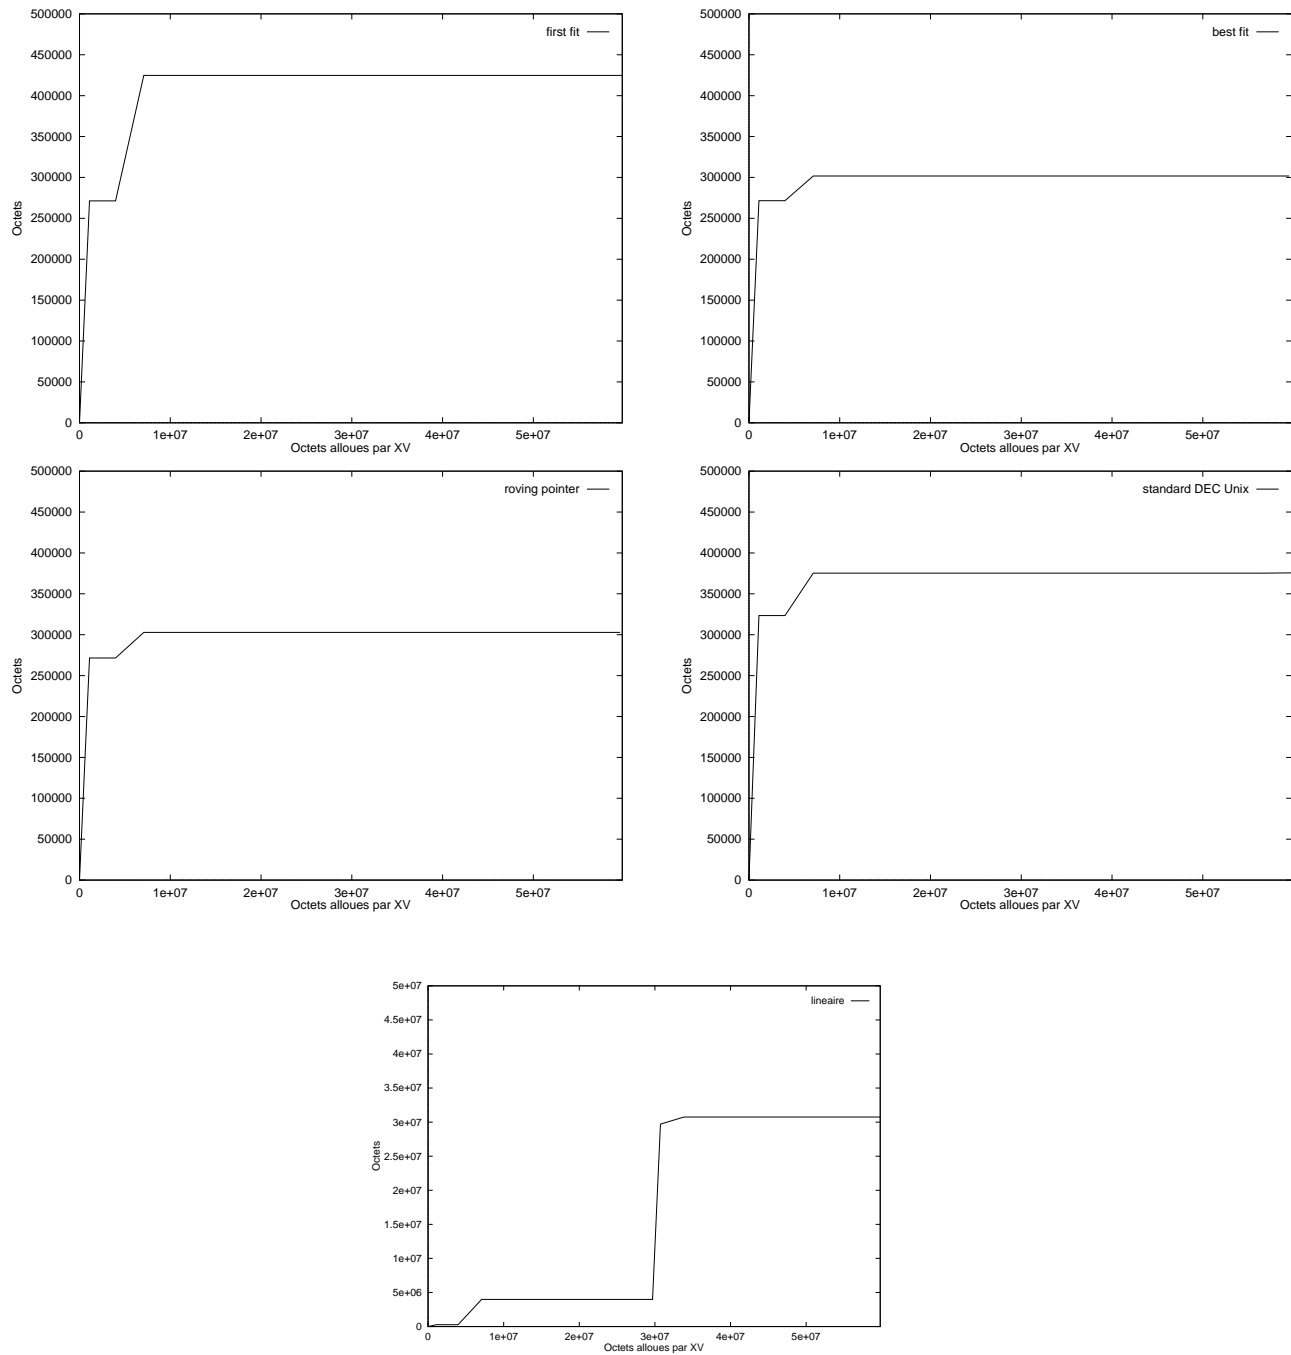 500000
first fit
450000
400000
350000
300000
250000
200000
150000
100000
50000
0
Octets
0 1e+07 2e+07 3e+07 4e+07 5e+07
Octets alloues par XV
500000
best fit
450000
400000
350000
300000
250000
200000
150000
100000
50000
0
Octets
0 1e+07 2e+07 3e+07 4e+07 5e+07
Octets alloues par XV
500000
roving pointer
450000
400000
350000
300000
250000
200000
150000
100000
50000
0
Octets
0 1e+07 2e+07 3e+07 4e+07 5e+07
Octets alloues par XV
500000
standard DEC Unix
450000
400000
350000
300000
250000
200000
150000
100000
50000
0
Octets
0 1e+07 2e+07 3e+07 4e+07 5e+07
Octets alloues par XV
5e+07
lineaire
4.5e+07
4e+07
3.5e+07
3e+07
2.5e+07
2e+07
1.5e+07
1e+07
5e+06
0
Octets
0 1e+07 2e+07 3e+07 4e+07 5e+07
Octets alloues par XV